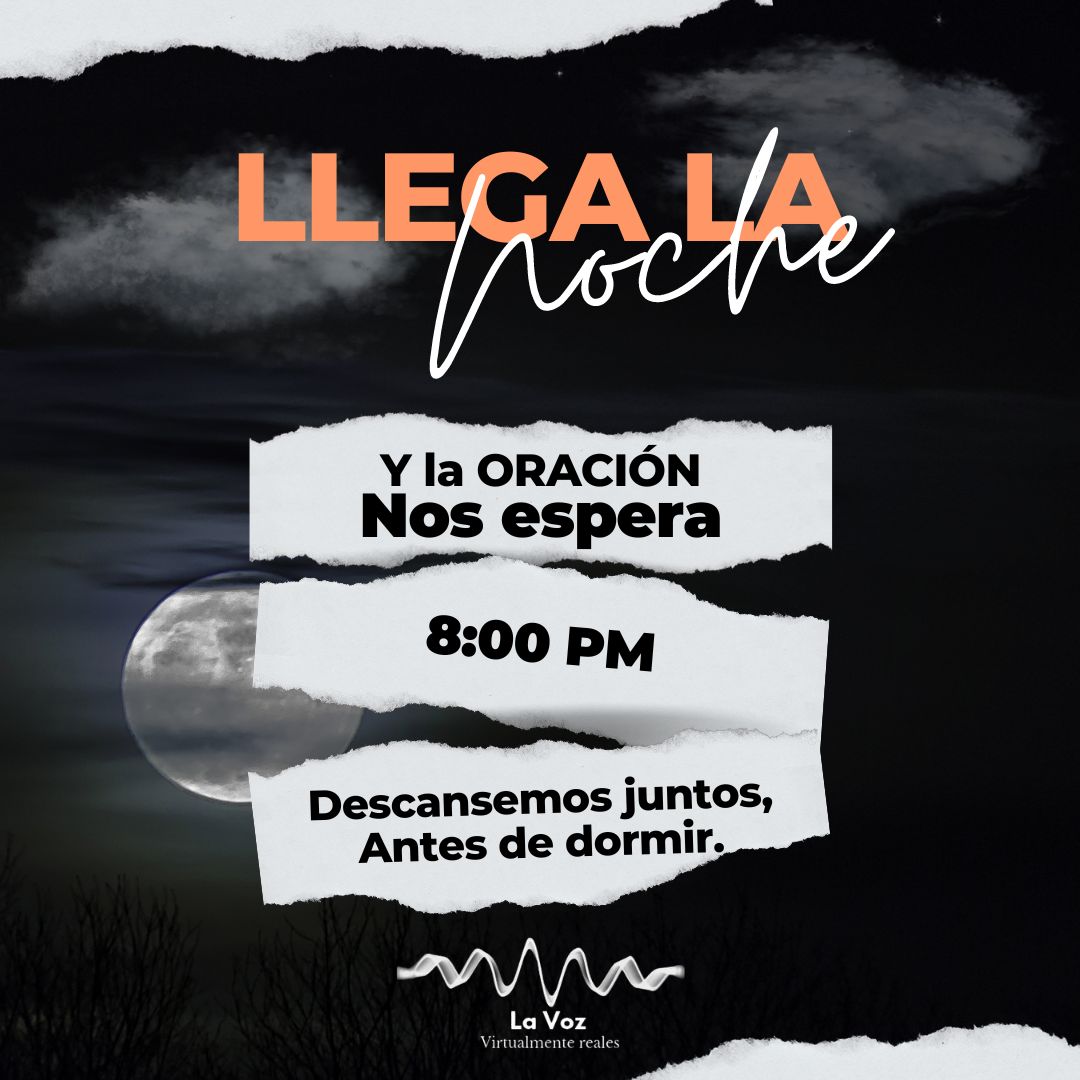 LLEGA LA
noche
Y la ORACIÓN
Nos espera
8:00 PM
Descansemos juntos,
Antes de dormir.
La Voz
Virtualmente reales